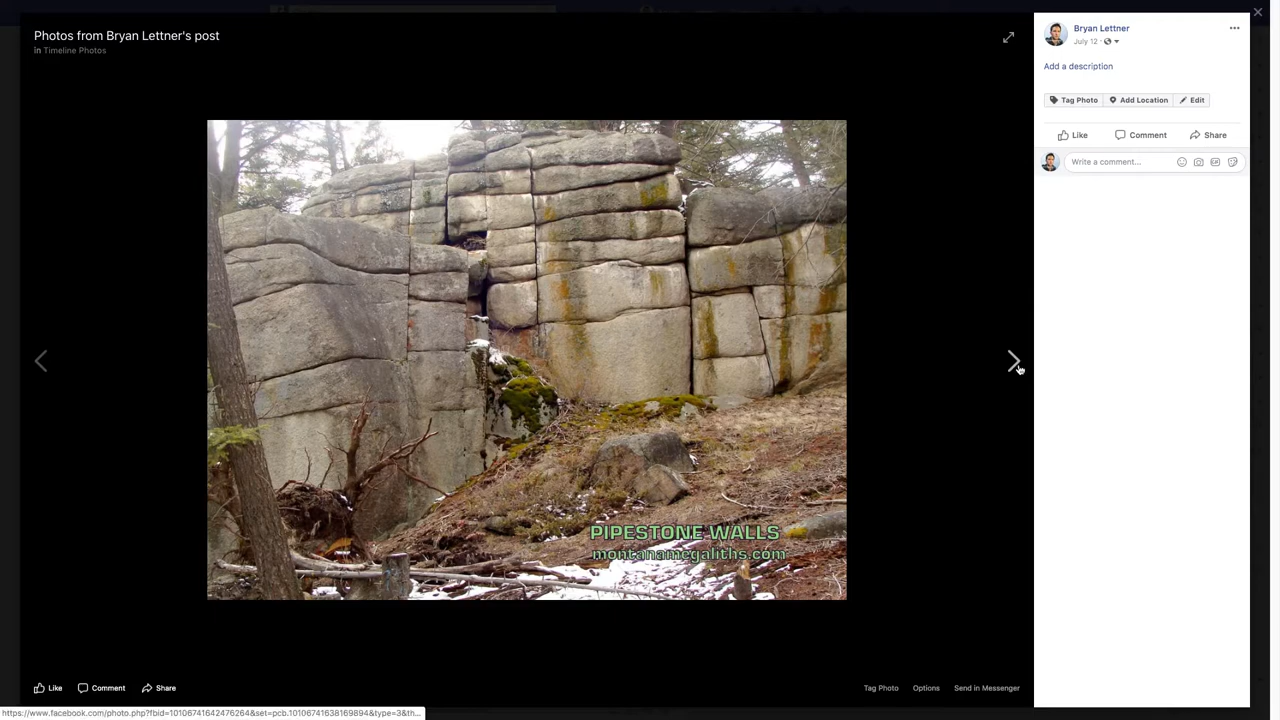 Photos from Bryan Lettner's post
in Timeline Photos
Bryan Lettner
July 12
Add a description
Tag Photo
Add Location
Edit
Like
Comment
Share
Write a comment...
PIPESTONE WALLS
montanamegaliths.com
Like
Comment
Share
Tag Photo
Options
Send in Messenger
https://www.facebook.com/photo.php?fbid=10106741642476264&set=pcb.10106741638169894&type=3&th...